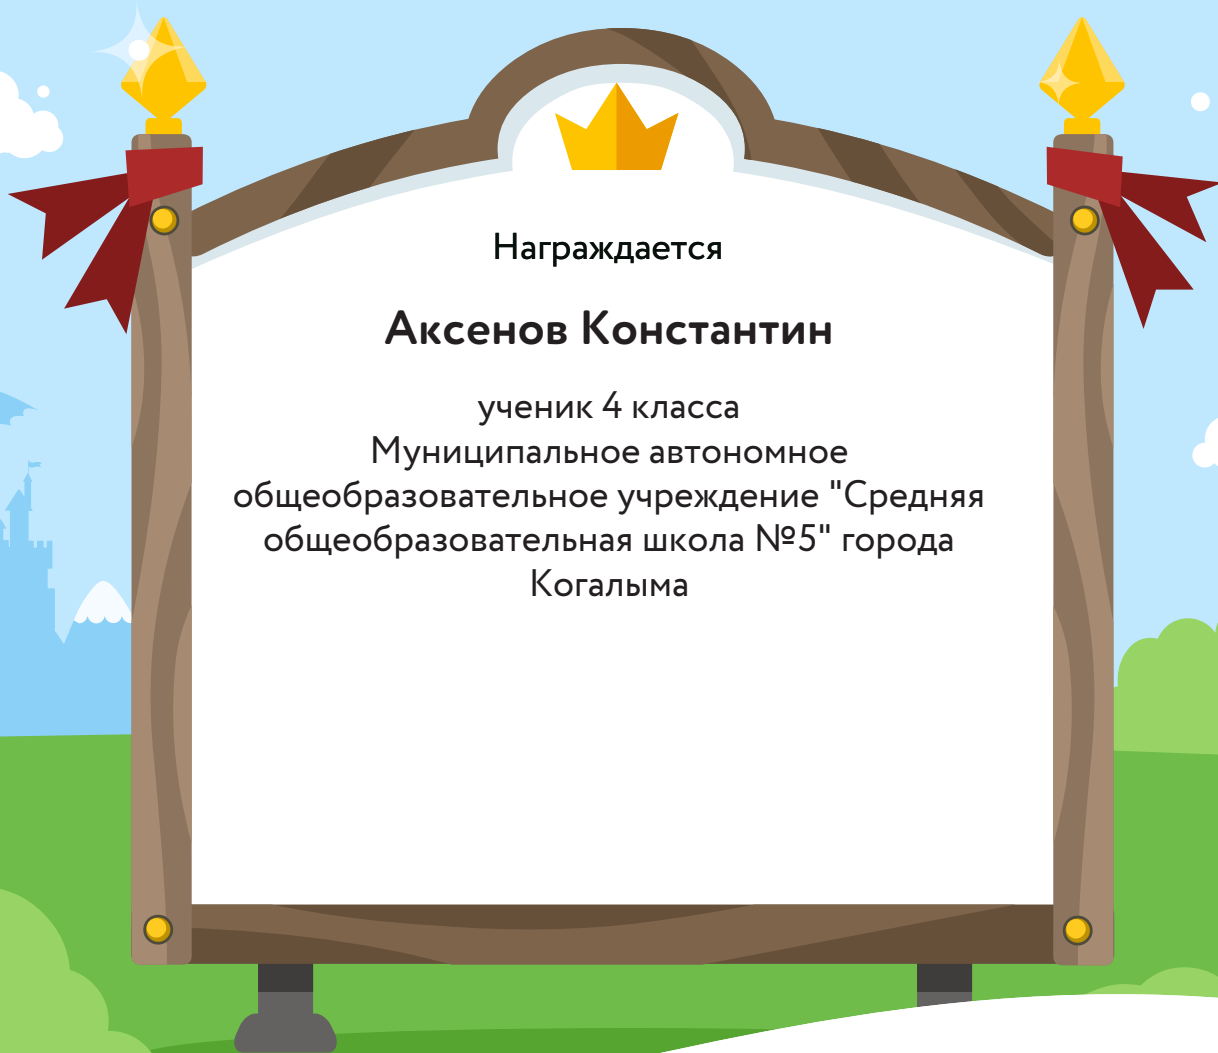 Награждается
Аксенов Константин
ученик 4 класса
Муниципальное автономное
общеобразовательное учреждение "Средняя
общеобразовательная школа №5" города
Когалыма